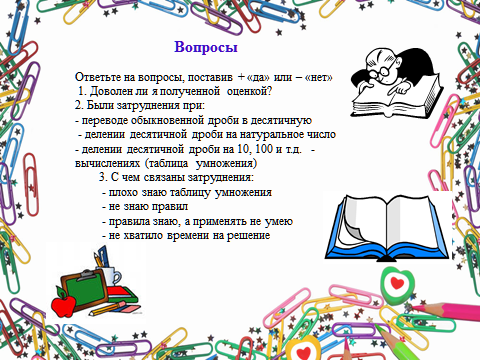 Вопросы
Ответьте на вопросы, поставив + «да» или – «нет»
1. Доволен ли я полученной оценкой?
2. Были затруднения при:
- переводе обыкновенной дроби в десятичную
- делении десятичной дроби на натуральное число
- делении десятичной дроби на 10, 100 и т.д. -
вычислениях (таблица умножения)
3. С чем связаны затруднения:
- плохо знаю таблицу умножения
- не знаю правил
- правила знаю, а применять не умею
- не хватило времени на решение